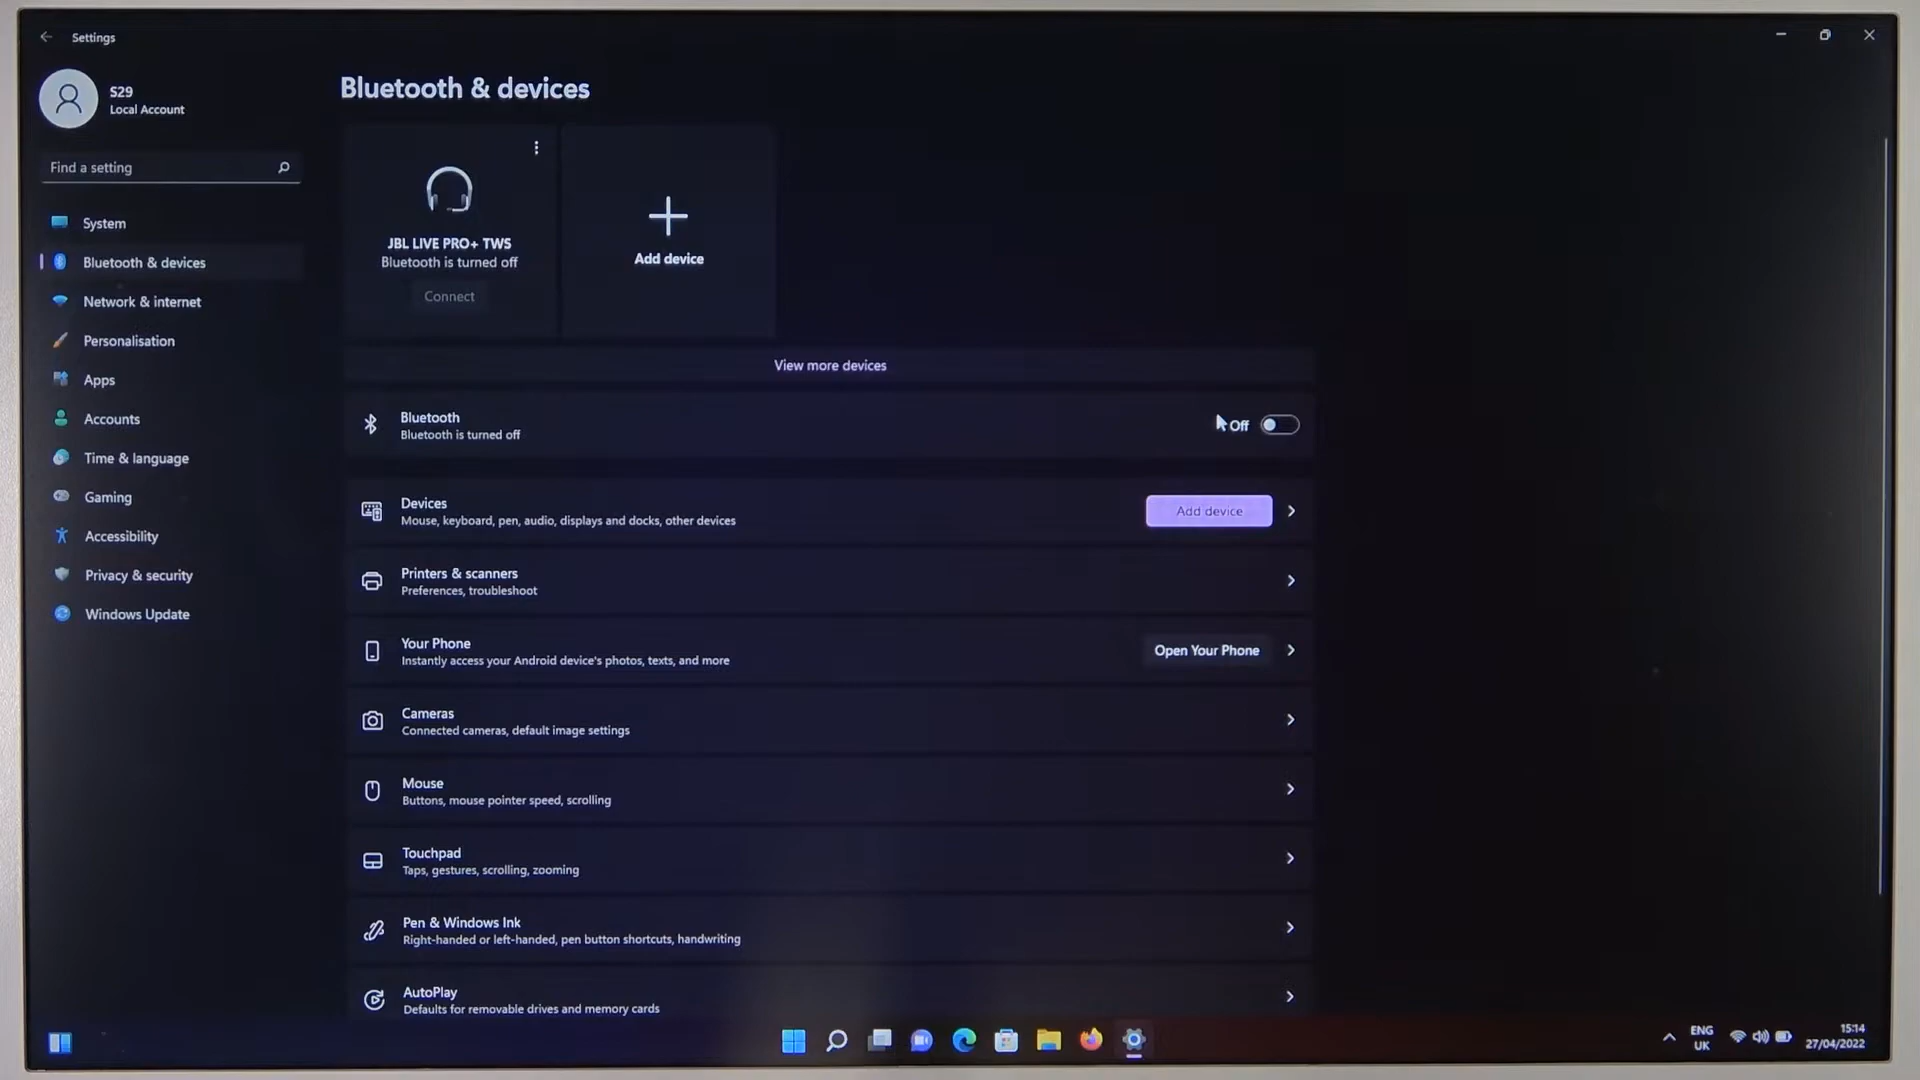 Settings
S29
Local Account
Find a setting
System
Bluetooth & devices
Network & internet
Personalisation
Apps
Accounts
Time & language
Gaming
Accessibility
Privacy & security
Windows Update
Bluetooth & devices
JBL LIVE PRO+ TWS
Bluetooth is turned off
Connect
Add device
View more devices
Bluetooth
Bluetooth is turned off
Off
Devices
Mouse, keyboard, pen, audio, displays and docks, other devices
Add device
Printers & scanners
Preferences, troubleshoot
Your Phone
Instantly access your Android device's photos, texts, and more
Open Your Phone
Cameras
Connected cameras, default image settings
Mouse
Buttons, mouse pointer speed, scrolling
Touchpad
Taps, gestures, scrolling, zooming
Pen & Windows Ink
Right-handed or left-handed, pen button shortcuts, handwriting
AutoPlay
Defaults for removable drives and memory cards
ENG
UK
15:14
27/04/2022